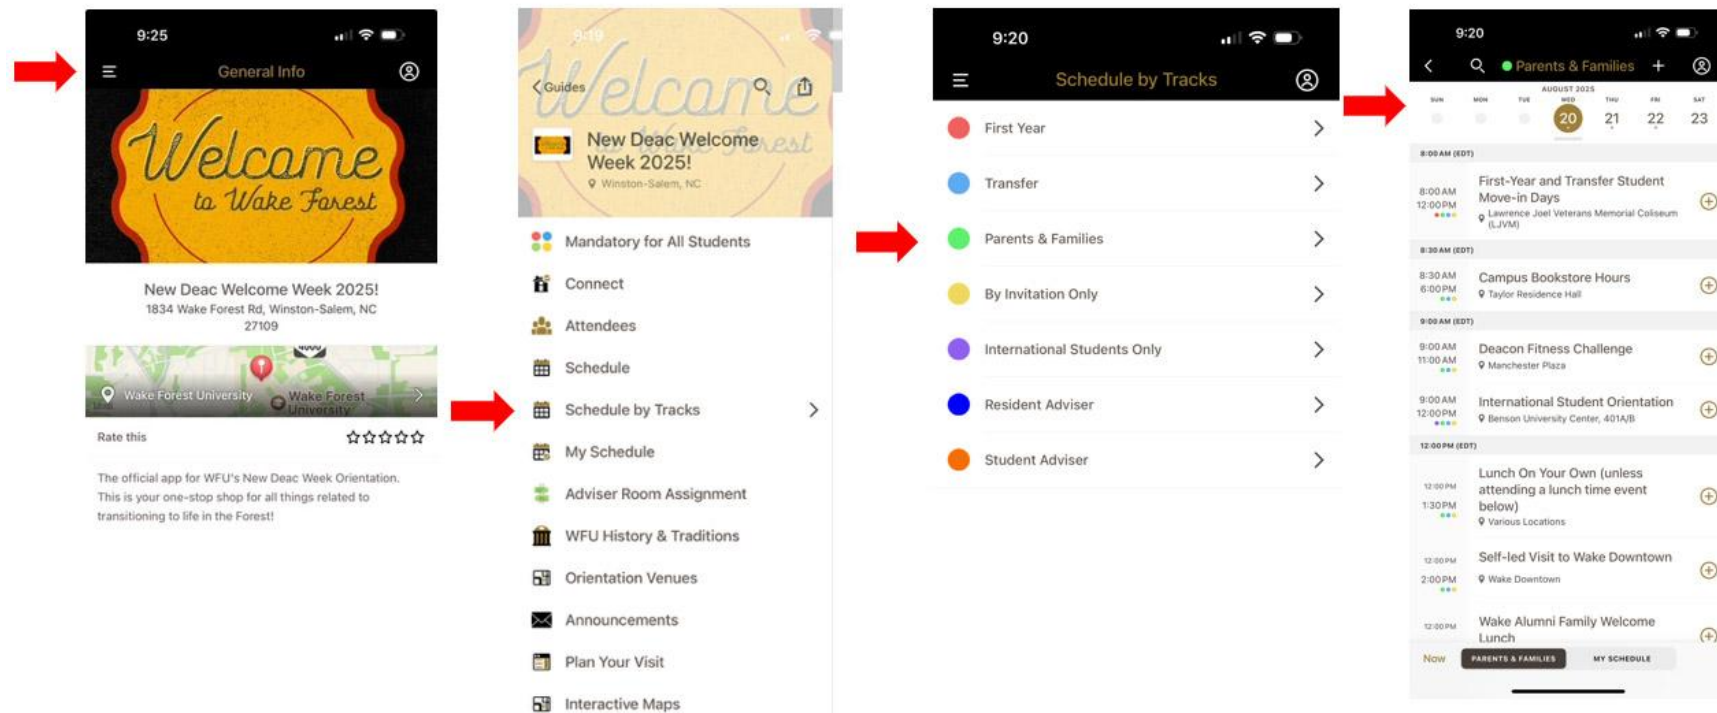 9:25
General Info
Welcome
to Wake Forest
New Deac Welcome Week 2025!
1834 Wake Forest Rd, Winston-Salem, NC
27109
Wake Forest University
Wake Forest
University
Rate this
The official app for WFU's New Deac Week Orientation.
This is your one-stop shop for all things related to
transitioning to life in the Forest!
9:19
Welcome
to Wake Forest
Guides
New Deac Welcome
Week 2025!
Winston-Salem, NC
Mandatory for All Students
Connect
Attendees
Schedule
Schedule by Tracks
My Schedule
Adviser Room Assignment
WFU History & Traditions
Orientation Venues
Announcements
Plan Your Visit
Interactive Maps
9:20
Schedule by Tracks
First Year
Transfer
Parents & Families
By Invitation Only
International Students Only
Resident Adviser
Student Adviser
9:20
Parents & Families
AUGUST 2025
SUN MON TUE WED THU FRI SAT
20 21 22 23
8:00 AM (EDT)
8:00 AM
12:00 PM
First-Year and Transfer Student
Move-in Days
Lawrence Joel Veterans Memorial Coliseum
(LJVM)
8:30 AM (EDT)
8:30 AM
6:00 PM
Campus Bookstore Hours
Taylor Residence Hall
9:00 AM (EDT)
9:00 AM
11:00 AM
Deacon Fitness Challenge
Manchester Plaza
9:00 AM
12:00 PM
International Student Orientation
Benson University Center, 401A/B
12:00 PM (EDT)
12:00 PM
1:30 PM
Lunch On Your Own (unless
attending a lunch time event
below)
Various Locations
12:00 PM
2:00 PM
Self-led Visit to Wake Downtown
Wake Downtown
12:00 PM
Wake Alumni Family Welcome
Lunch
Now
PARENTS & FAMILIES
MY SCHEDULE